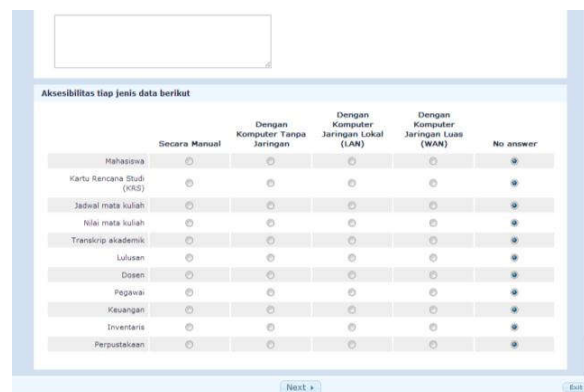 Aksesibilitas tiap jenis data berikut
Secara Manual Dengan Komputer Tanpa Jaringan Dengan Komputer Jaringan Lokal (LAN) Dengan Komputer Jaringan Luas (WAN) No answer
Mahasiswa
Kartu Rencana Studi
(KRS)
Jadwal mata kuliah
Nilai mata kuliah
Transkrip akademik
Lulusan
Dosen
Pegawai
Keuangan
Inventaris
Perpustekaan
Next
Exit